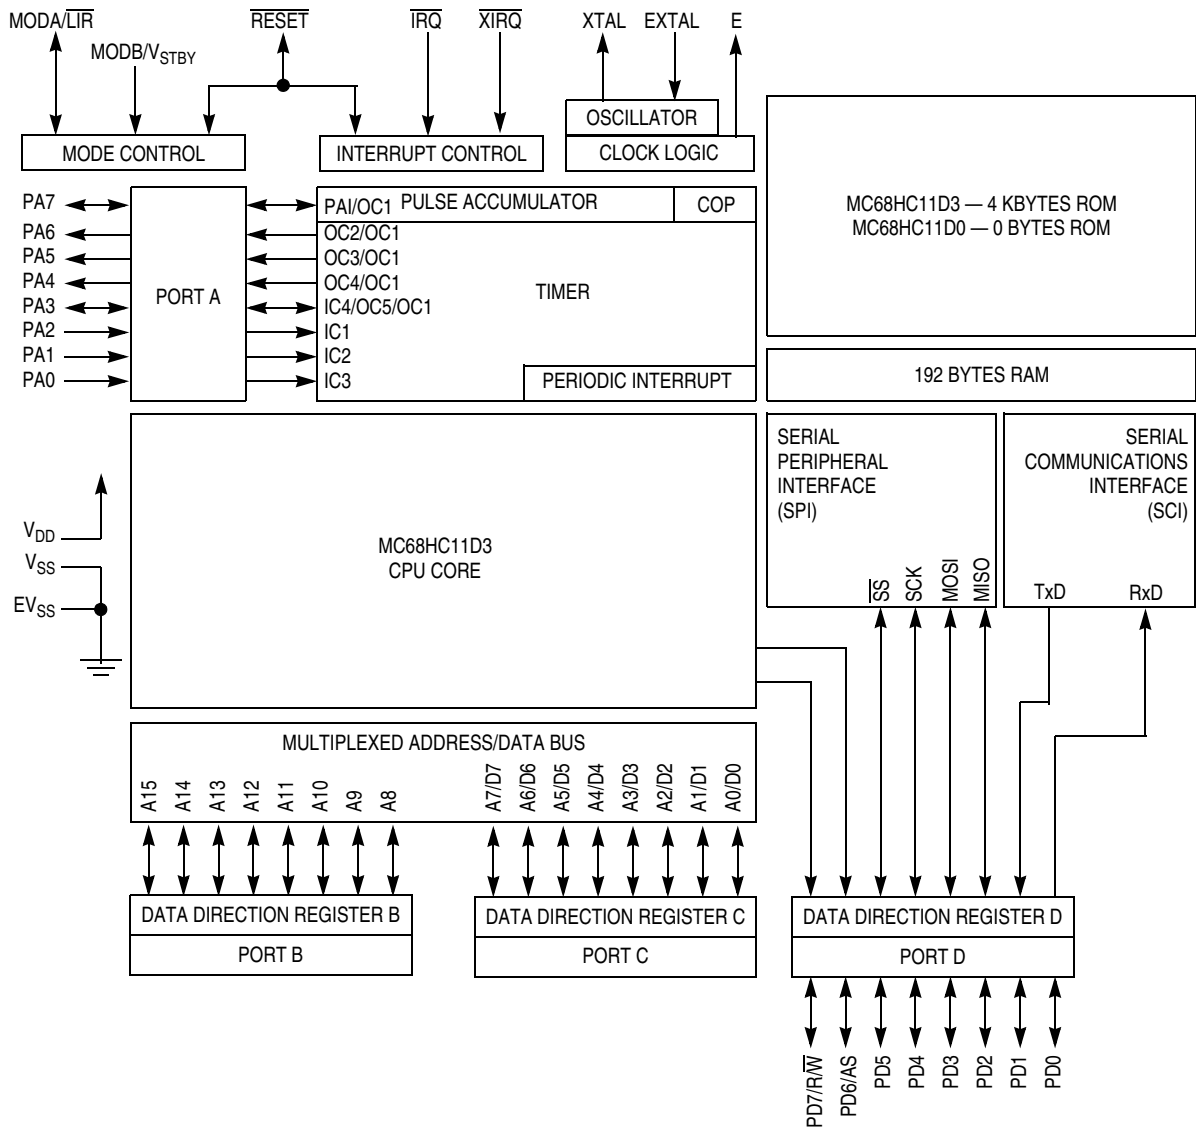 MODA/LIR
RESET
IRQ
XIRQ
XTAL
EXTAL
E
MODB/VSTBY
OSCILLATOR
MODE CONTROL
INTERRUPT CONTROL
CLOCK LOGIC
PA7
PA6
PA5
PA4
PA3
PA2
PA1
PA0
PORT A
PAI/OC1
PULSE ACCUMULATOR
COP
OC2/OC1
OC3/OC1
OC4/OC1
IC4/OC5/OC1
IC1
IC2
IC3
TIMER
PERIODIC INTERRUPT
MC68HC11D3 — 4 KBYTES ROM
MC68HC11D0 — 0 BYTES ROM
192 BYTES RAM
VDD
VSS
EVSS
MC68HC11D3
CPU CORE
SERIAL
PERIPHERAL
INTERFACE
(SPI)
SS
SCK
MOSI
MISO
SERIAL
COMMUNICATIONS
INTERFACE
(SCI)
TxD
RxD
MULTIPLEXED ADDRESS/DATA BUS
A15
A14
A13
A12
A11
A10
A9
A8
A7/D7
A6/D6
A5/D5
A4/D4
A3/D3
A2/D2
A1/D1
A0/D0
DATA DIRECTION REGISTER B
PORT B
DATA DIRECTION REGISTER C
PORT C
DATA DIRECTION REGISTER D
PORT D
PD7/R/W
PD6/AS
PD5
PD4
PD3
PD2
PD1
PD0